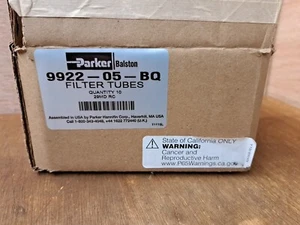 Parker Balston
9922-05-BQ
FILTER TUBES
QUANTITY 10
Assembled in USA by Parker Hannifin Corp., Haverhill, MA USA
State of California ONLY
WARNING:
Cancer and
Reproductive Harm
www.P65Warnings.ca.gov